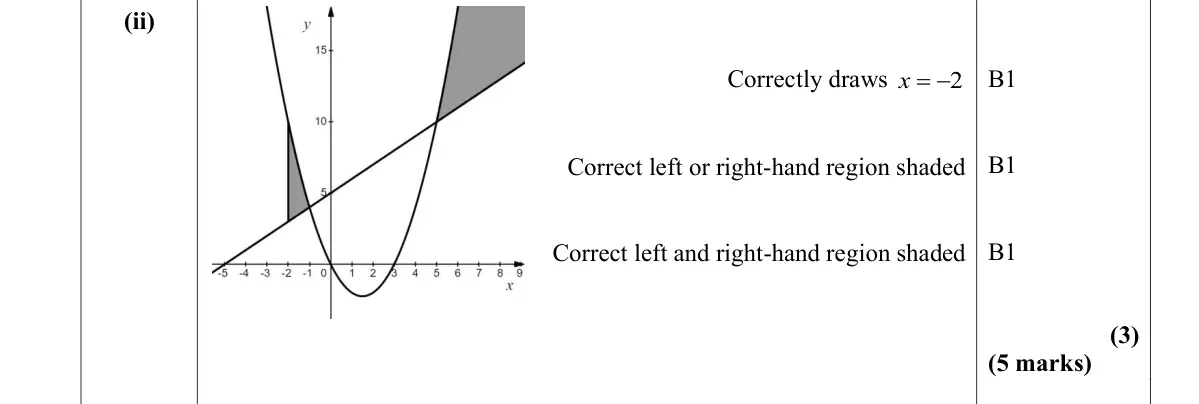 (ii)
y
15
10
5
-5 -4 -3 -2 -1 0 1 2 3 4 5 6 7 8 9
x
Correctly draws x = −2 B1
Correct left or right-hand region shaded B1
Correct left and right-hand region shaded B1
(3)
(5 marks)